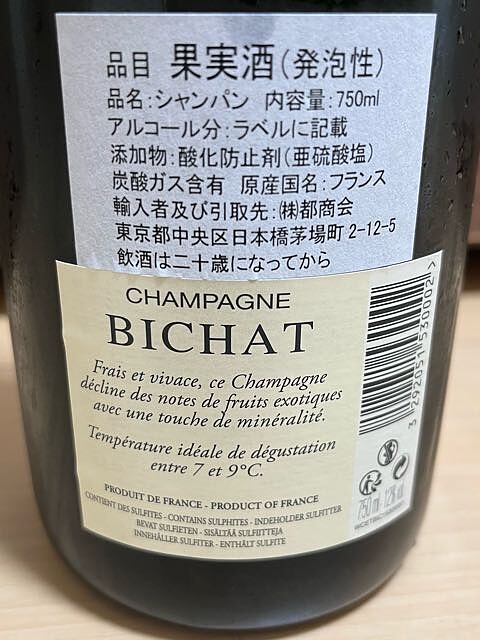 品目 果実酒(発泡性)
品名:シャンパン 内容量:750ml
アルコール分:ラベルに記載
添加物:酸化防止剤(亜硫酸塩)
炭酸ガス含有 原産国名:フランス
輸入者及び引取先:㈱都商会
東京都中央区日本橋茅場町2-12-5
飲酒は二十歳になってから
CHAMPAGNE
BICHAT
Frais et vivace, ce Champagne
décline des notes de fruits exotiques
avec une touche de minéralité.
Température idéale de dégustation
entre 7 et 9°C.
PRODUIT DE FRANCE - PRODUCT OF FRANCE
CONTIENT DES SULFITES - CONTAINS SULPHITES - INDEHOLDER SULFITTER
BEVAT SULFIETEN - SISÄLTÄÄ SULFIITTEJA
INNEHÅLLER SULFITER - ENTHÄLT SULFITE
3 292051 530002 >
750 ml - 12% vol.